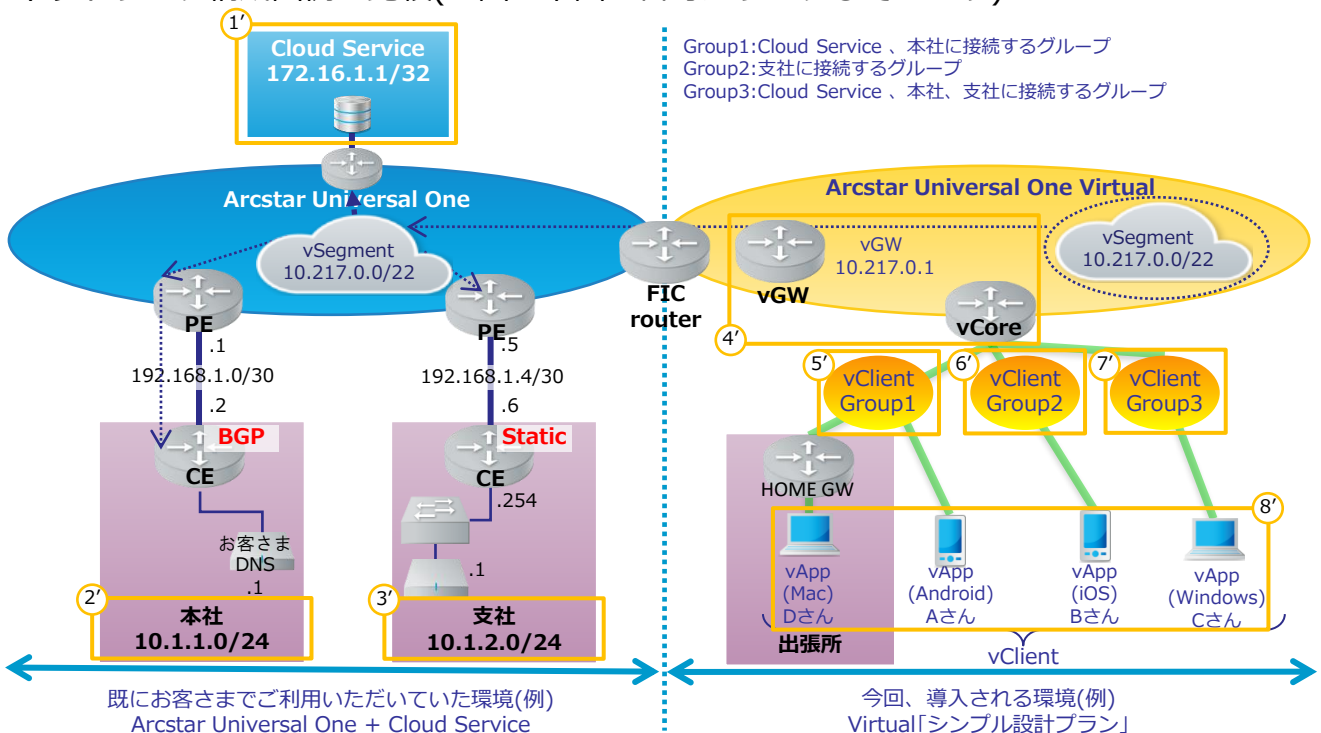 1′
Cloud Service
172.16.1.1/32
Group1:Cloud Service 、本社に接続するグループ
Group2:支社に接続するグループ
Group3:Cloud Service 、本社、支社に接続するグループ
Arcstar Universal One
Arcstar Universal One Virtual
vSegment
10.217.0.0/22
vGW
10.217.0.1
vSegment
10.217.0.0/22
PE
PE
FIC
router
vGW
vCore
4′
.1
192.168.1.0/30
.2
.5
192.168.1.4/30
.6
5′
vClient
Group1
6′
vClient
Group2
7′
vClient
Group3
BGP
CE
Static
CE
.254
HOME GW
お客さま
DNS
.1
.1
8′
vApp
(Mac)
Dさん
vApp
(Android)
Aさん
vApp
(iOS)
Bさん
vApp
(Windows)
Cさん
2′
本社
10.1.1.0/24
3′
支社
10.1.2.0/24
出張所
vClient
既にお客さまでご利用いただいていた環境(例)
Arcstar Universal One + Cloud Service
今回、導入される環境(例)
Virtual「シンプル設計プラン」